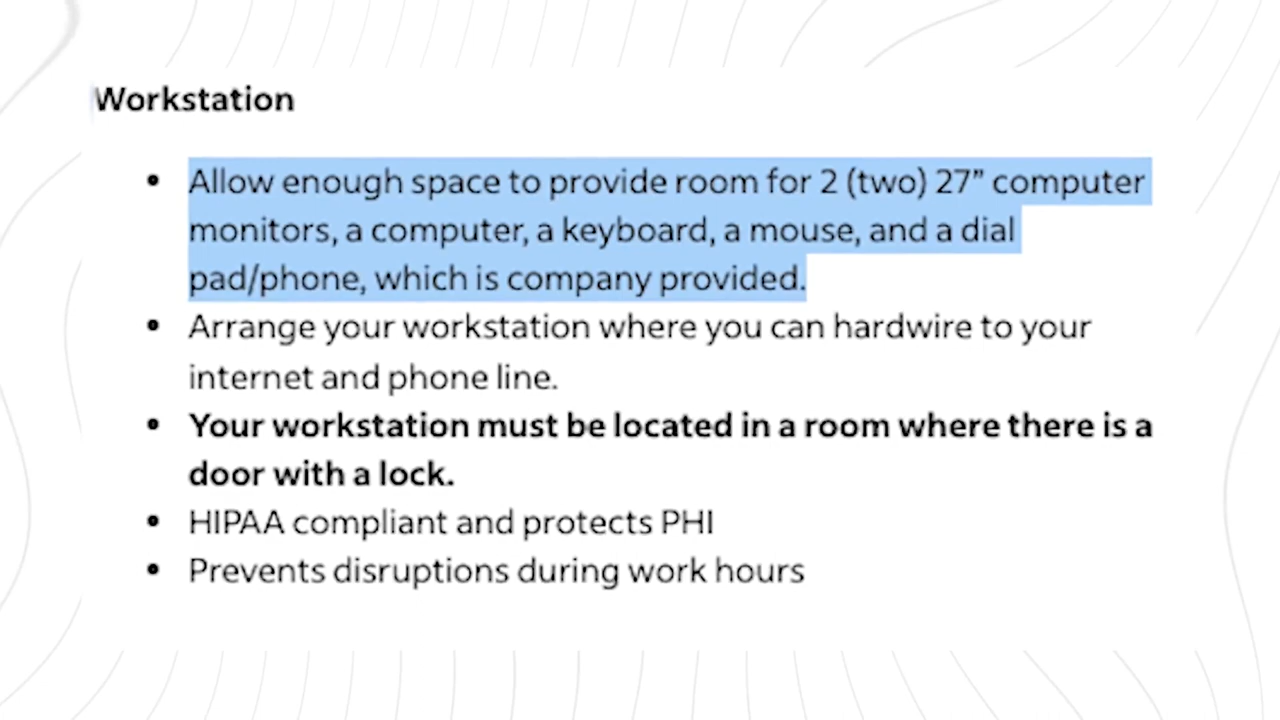 Workstation
• Allow enough space to provide room for 2 (two) 27” computer
monitors, a computer, a keyboard, a mouse, and a dial
pad/phone, which is company provided.
• Arrange your workstation where you can hardwire to your
internet and phone line.
• Your workstation must be located in a room where there is a
door with a lock.
• HIPAA compliant and protects PHI
• Prevents disruptions during work hours